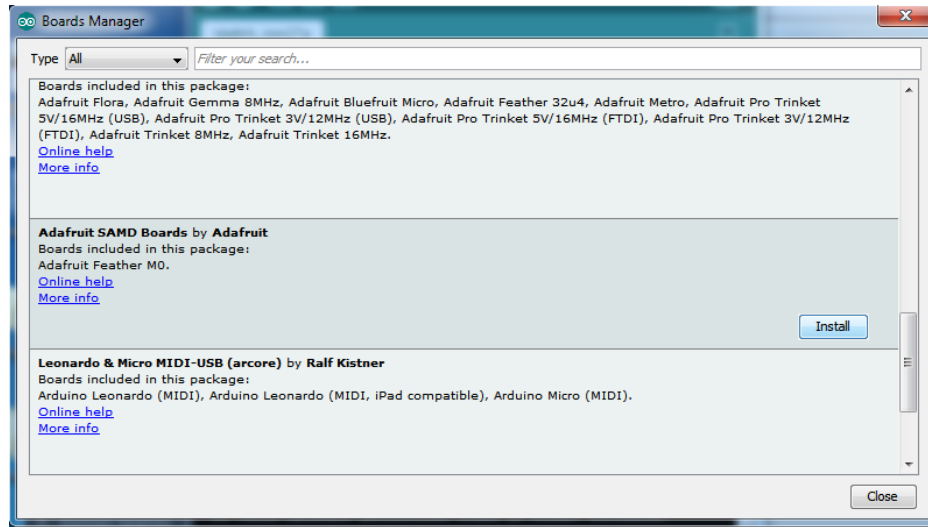 Boards Manager
Type All Filter your search...
Boards included in this package:
Adafruit Flora, Adafruit Gemma 8MHz, Adafruit Bluefruit Micro, Adafruit Feather 32u4, Adafruit Metro, Adafruit Pro Trinket
5V/16MHz (USB), Adafruit Pro Trinket 3V/12MHz (USB), Adafruit Pro Trinket 5V/16MHz (FTDI), Adafruit Pro Trinket 3V/12MHz
(FTDI), Adafruit Trinket 8MHz, Adafruit Trinket 16MHz.
Online help
More info
Adafruit SAMD Boards by Adafruit
Boards included in this package:
Adafruit Feather M0.
Online help
More info
Install
Leonardo & Micro MIDI-USB (arcore) by Ralf Kistner
Boards included in this package:
Arduino Leonardo (MIDI), Arduino Leonardo (MIDI, iPad compatible), Arduino Micro (MIDI).
Online help
More info
Close